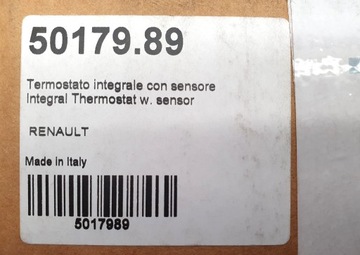 50179.89
Termostato integrale con sensore
Integral Thermostat w. sensor
RENAULT
Made in Italy
5017989